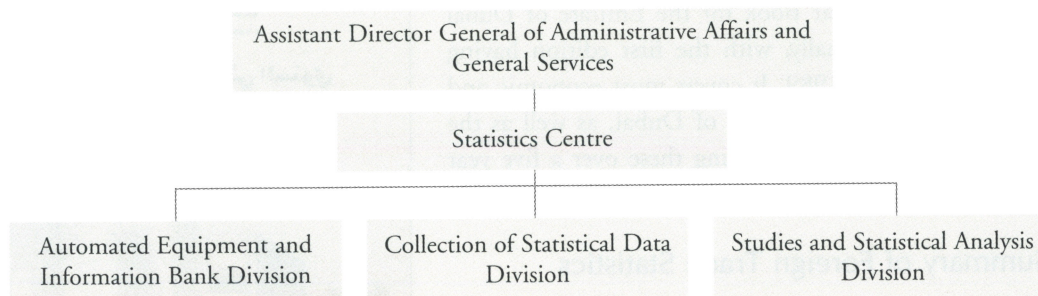 Assistant Director General of Administrative Affairs and
General Services
Statistics Centre
Automated Equipment and
Information Bank Division
Collection of Statistical Data
Division
Studies and Statistical Analysis
Division